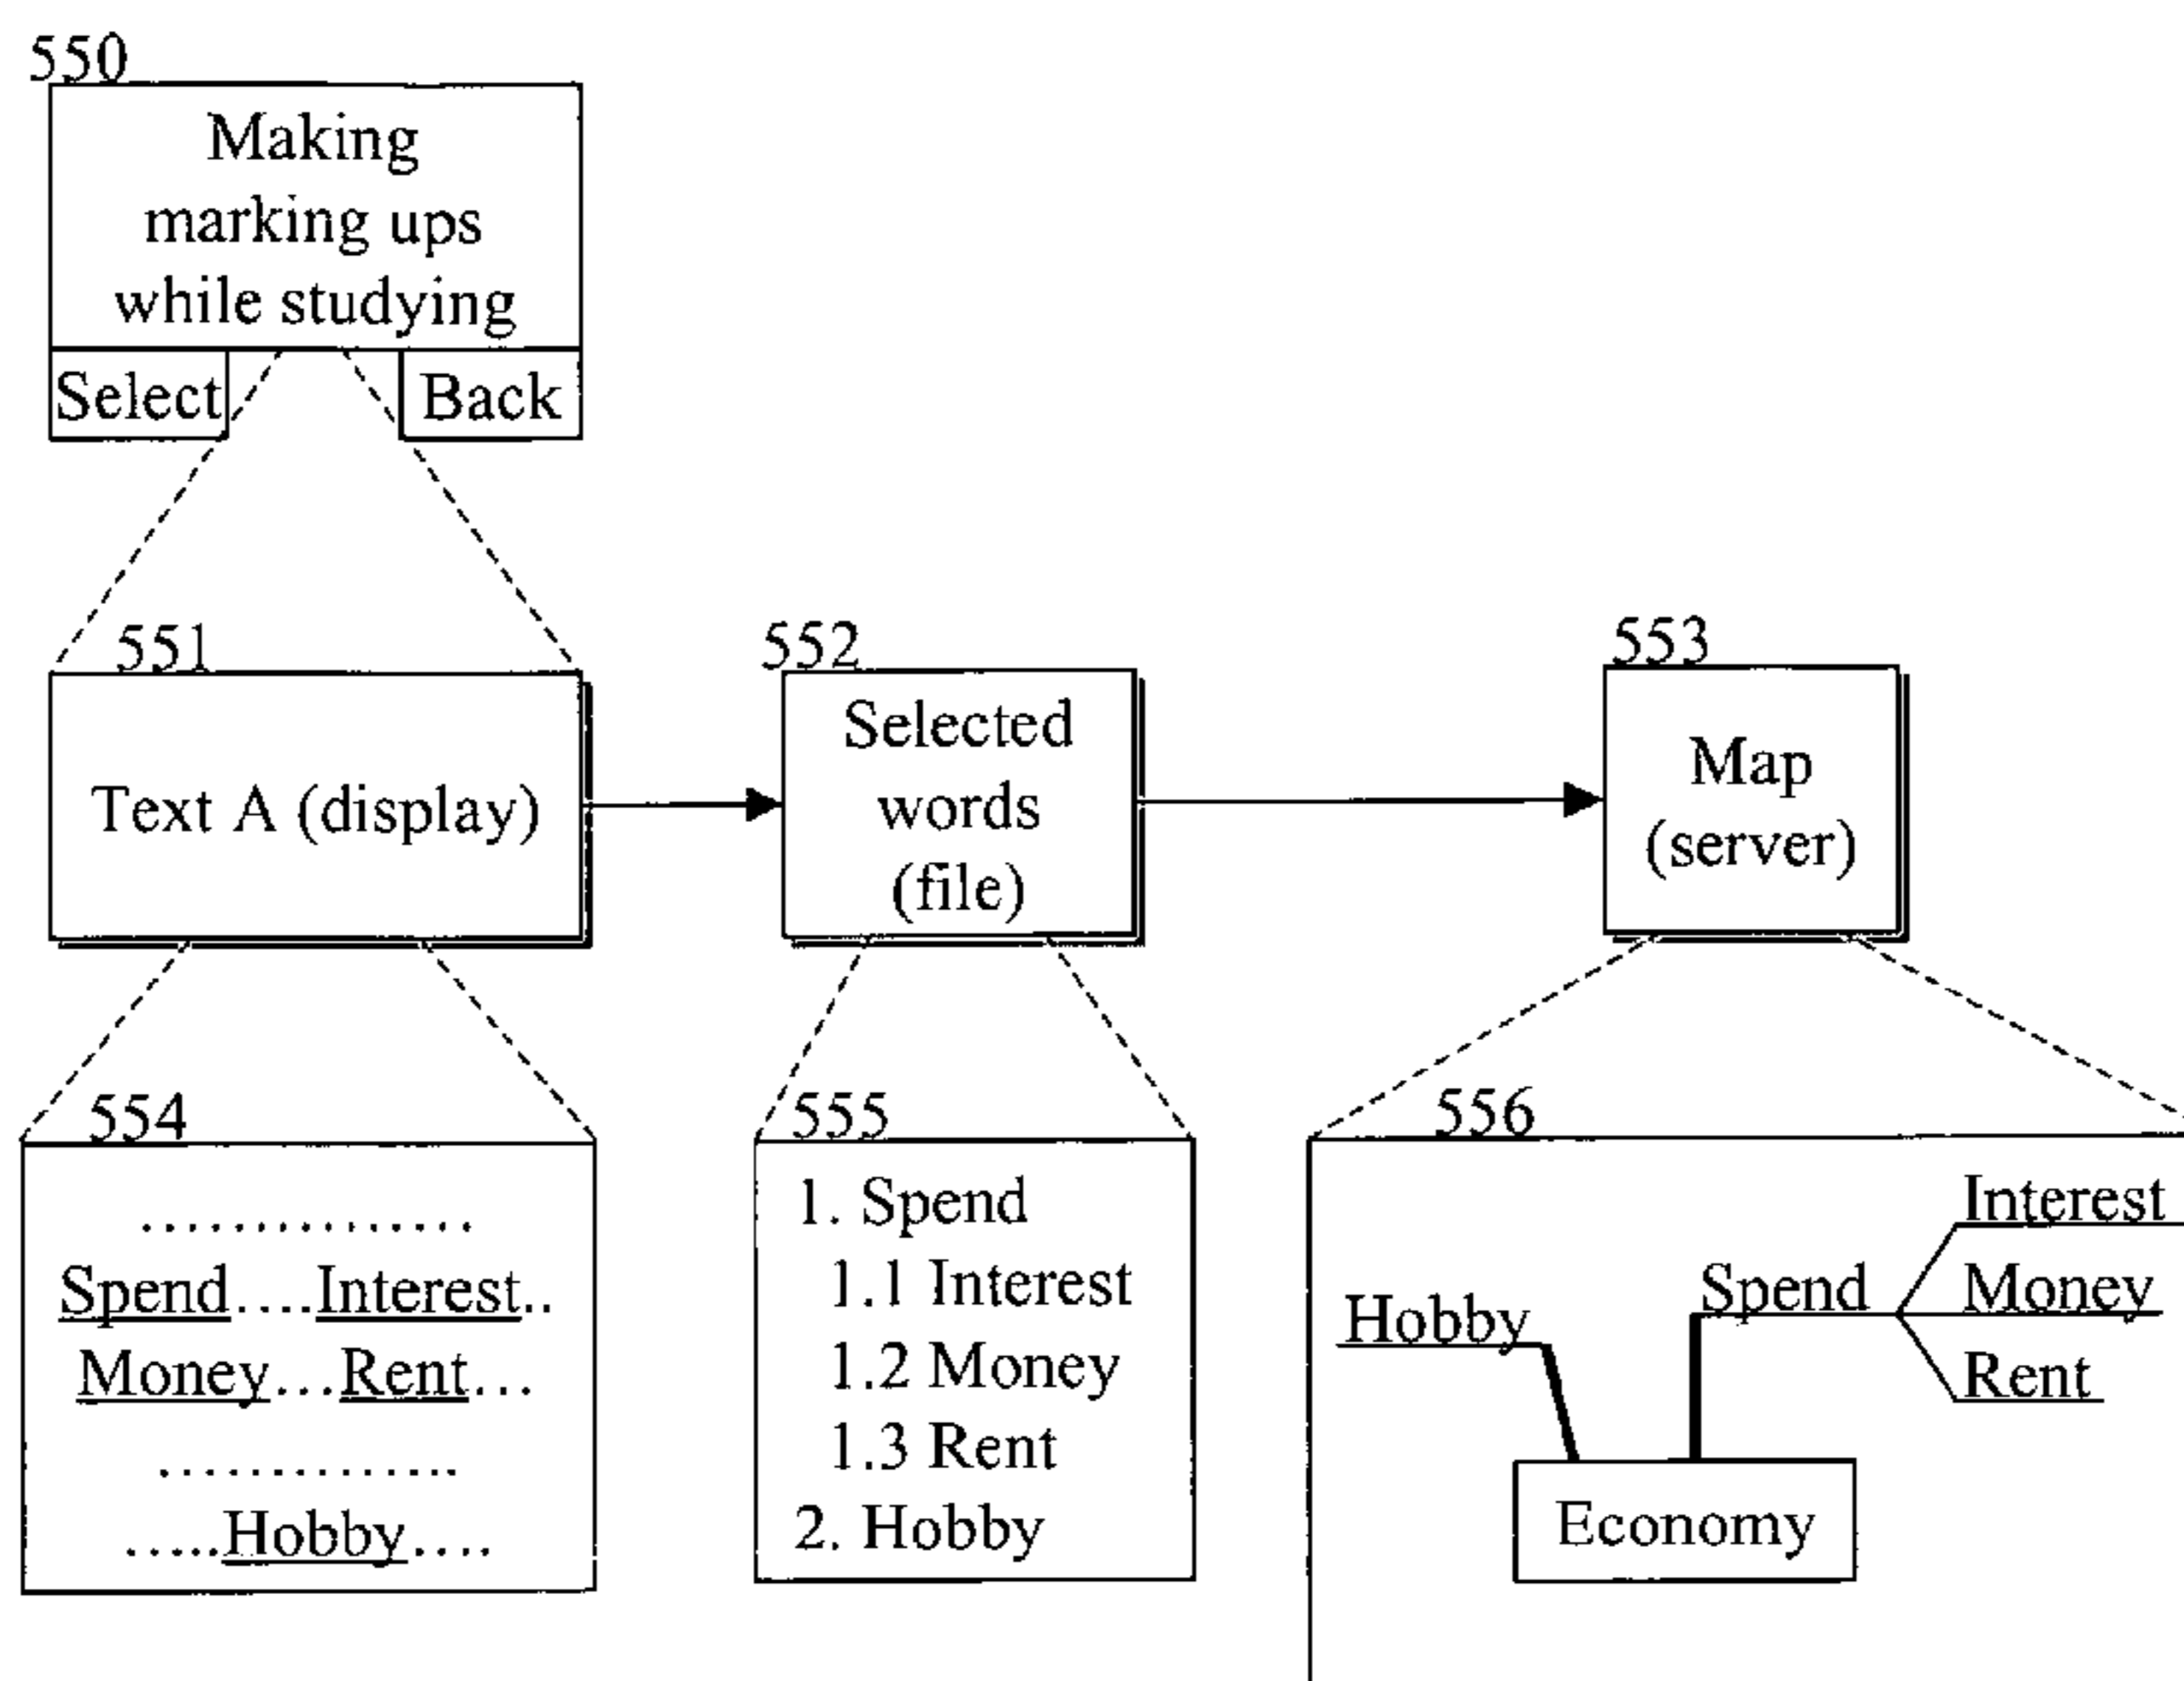 550
Making
marking ups
while studying
Select
Back
551
Text A (display)
552
Selected
words
(file)
553
Map
(server)
554
...............
Spend....Interest..
Money...Rent...
..............
.....Hobby....
555
1. Spend
1.1 Interest
1.2 Money
1.3 Rent
2. Hobby
556
Interest
Spend
Money
Hobby
Rent
Economy